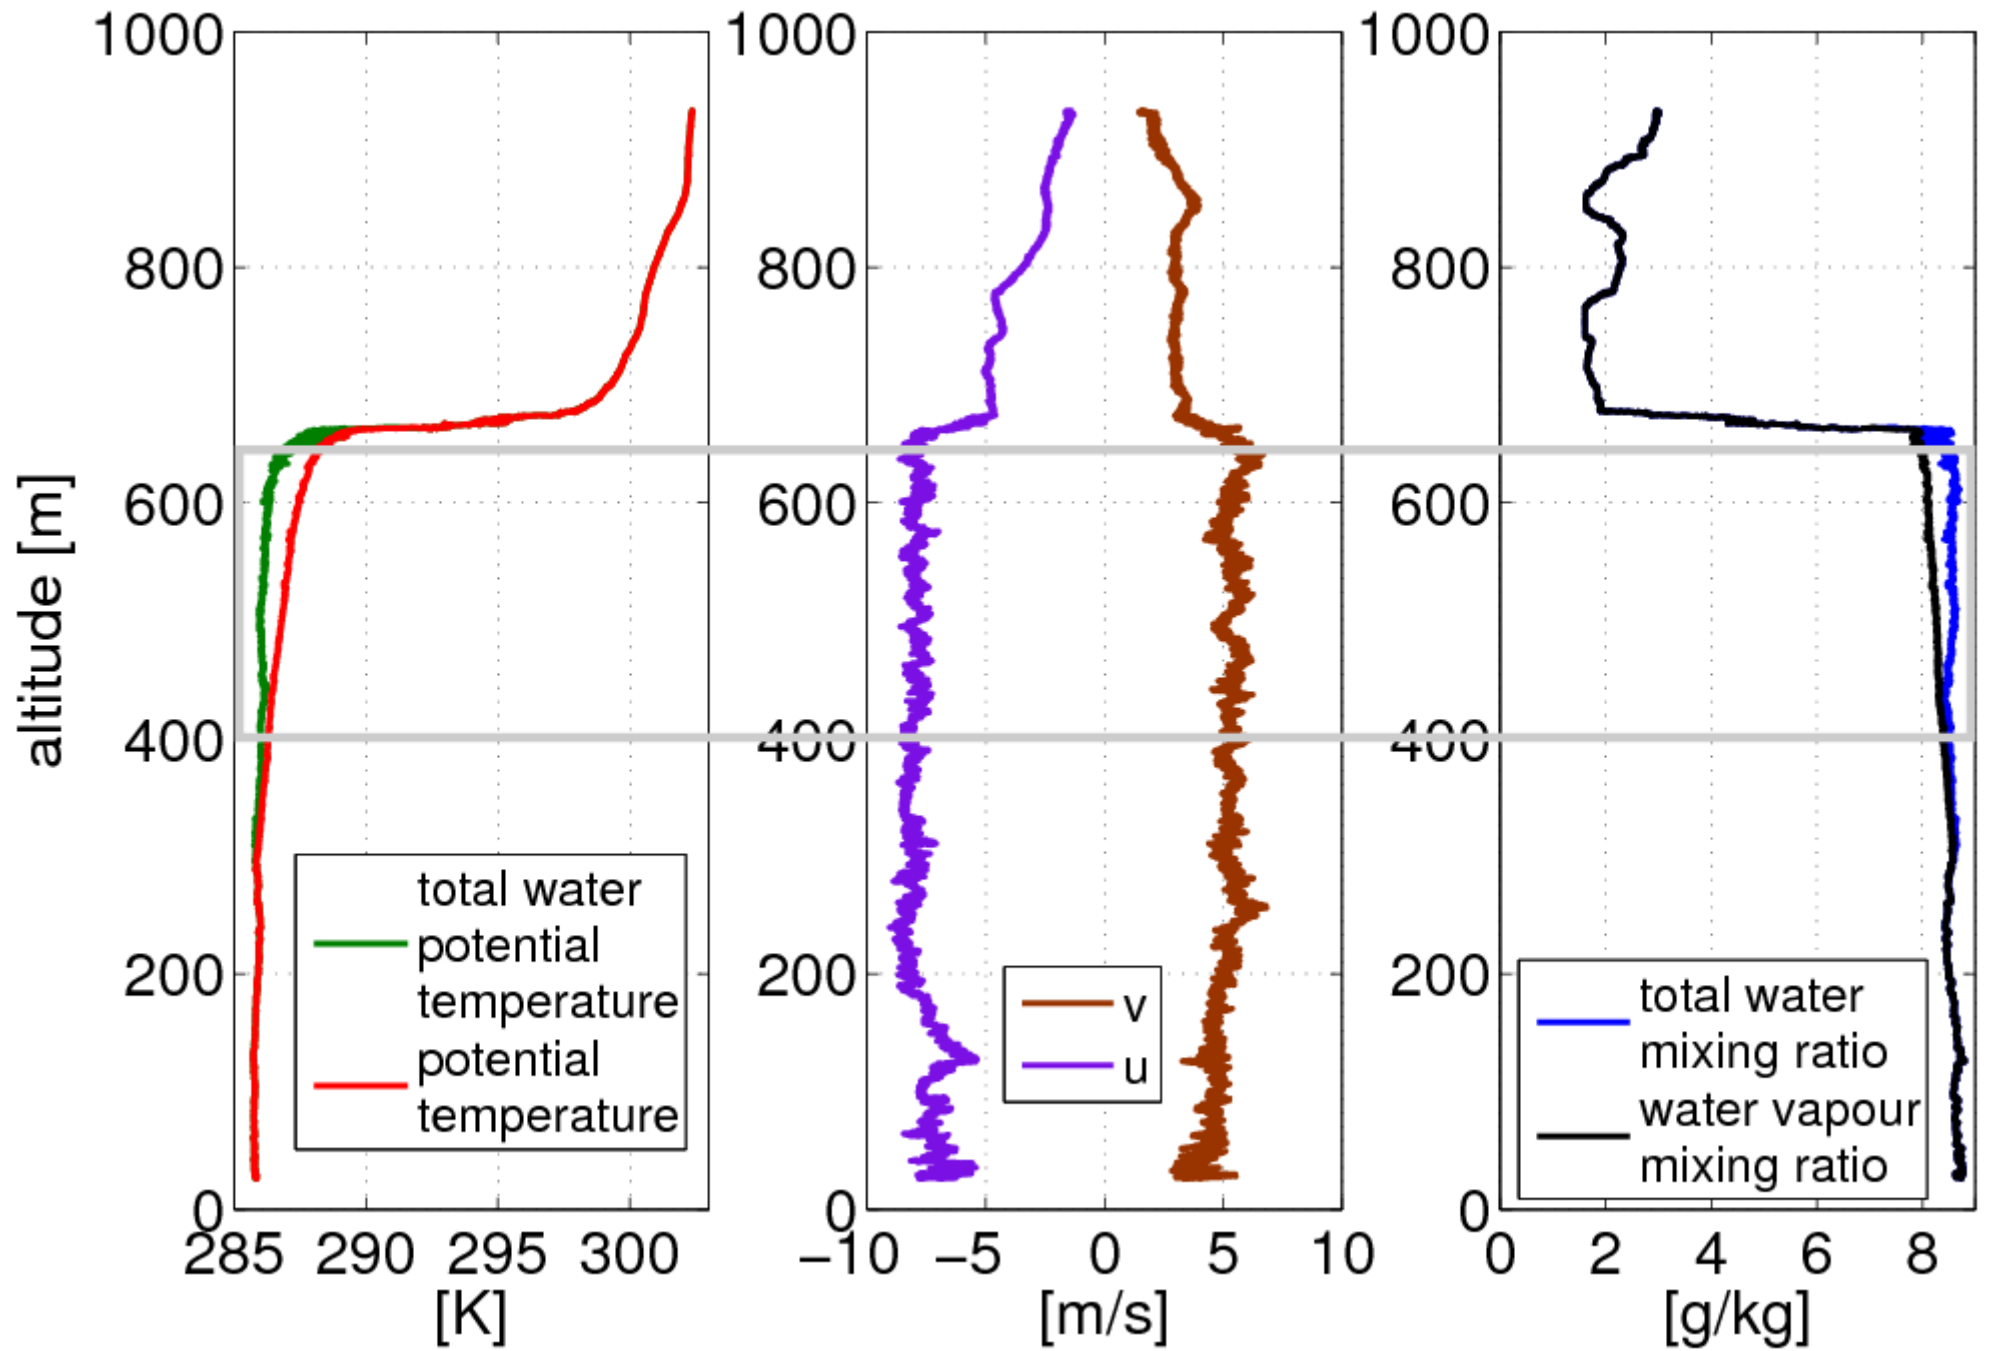 altitude [m]
1000
800
600
400
200
0
285
290
295
300
[K]
total water
potential
temperature
potential
temperature
1000
800
600
400
200
0
−10
−5
0
5
10
[m/s]
v
u
1000
800
600
400
200
0
0
2
4
6
8
[g/kg]
total water
mixing ratio
water vapour
mixing ratio